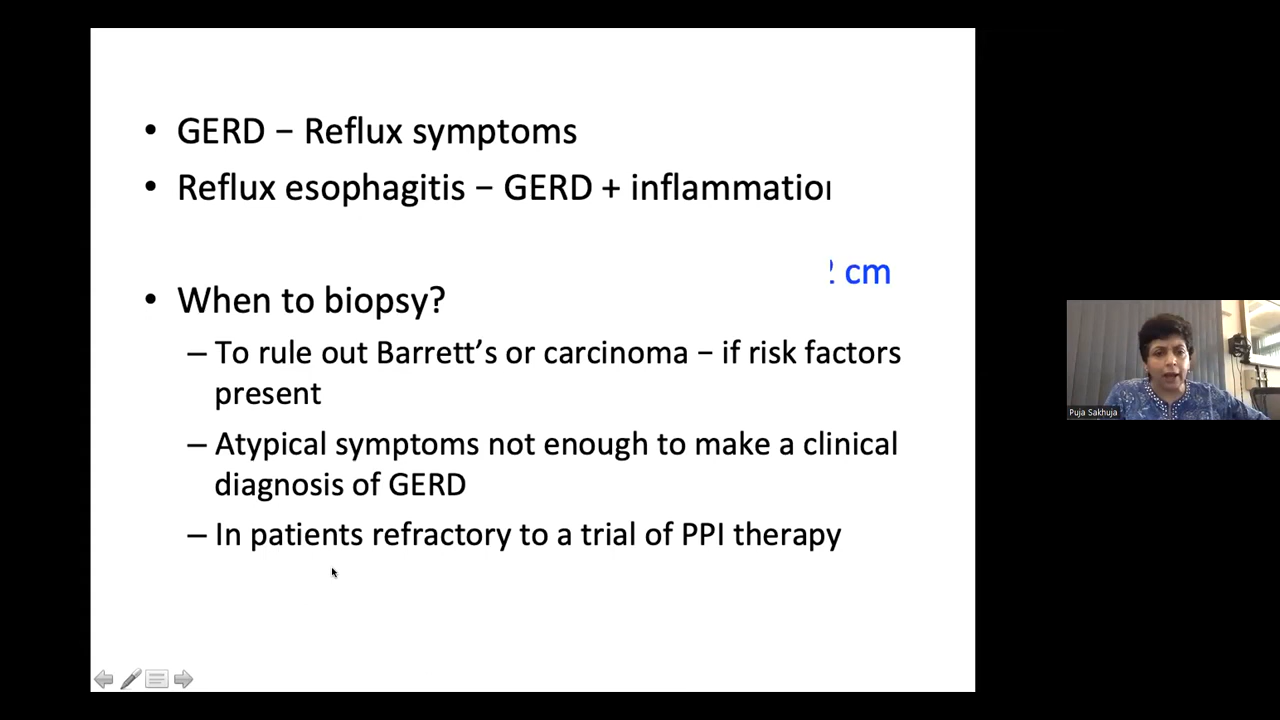 • GERD – Reflux symptoms
• Reflux esophagitis – GERD + inflammation
cm
• When to biopsy?
– To rule out Barrett's or carcinoma – if risk factors
present
– Atypical symptoms not enough to make a clinical
diagnosis of GERD
– In patients refractory to a trial of PPI therapy
Puja Sakhuja